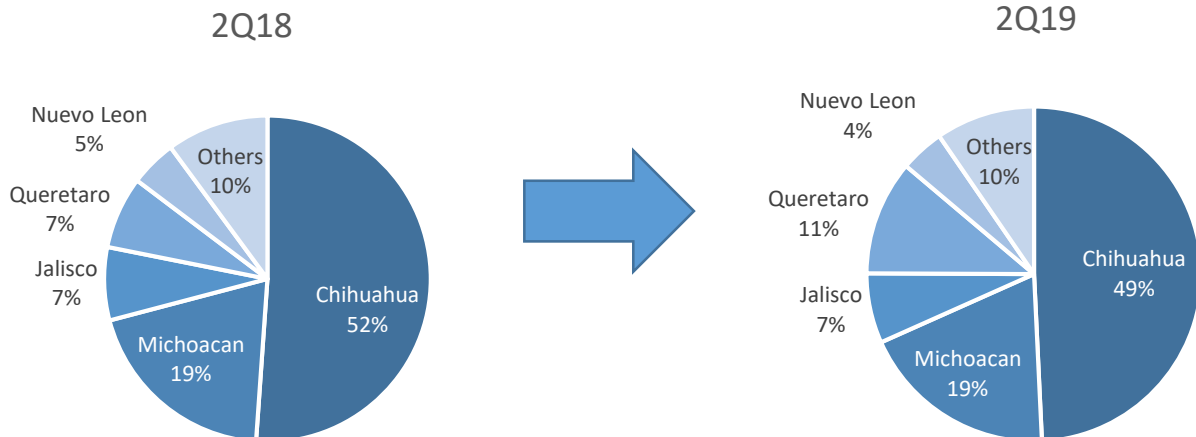 2Q18
Nuevo Leon
5%
Others
10%
Queretaro
7%
Jalisco
7%
Chihuahua
52%
Michoacan
19%
2Q19
Nuevo Leon
4%
Others
10%
Queretaro
11%
Chihuahua
49%
Jalisco
7%
Michoacan
19%